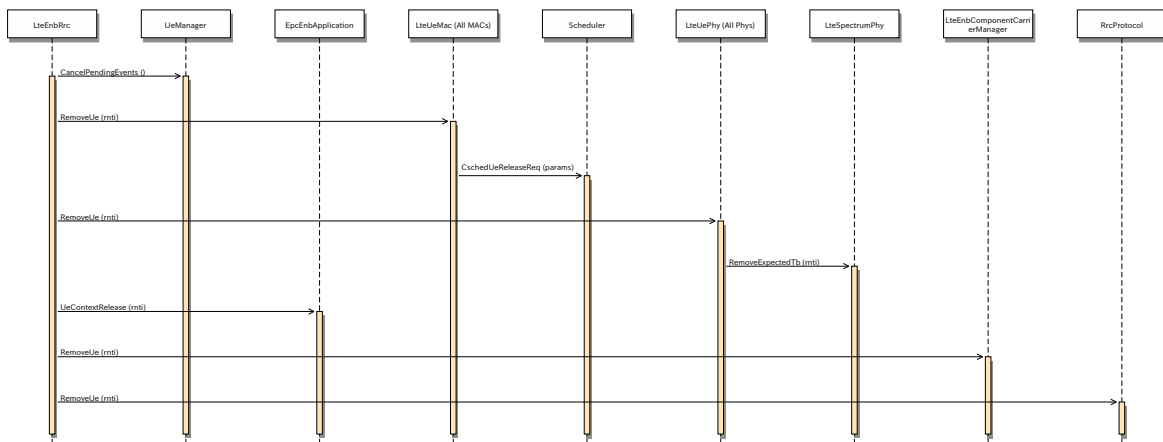 LteEnbRrc
UeManager
EpcEnbApplication
LteUeMac (All MACs)
Scheduler
LteUePhy (All Phys)
LteSpectrumPhy
LteEnbComponentCarri
erManager
RrcProtocol
CancelPendingEvents ()
RemoveUe (rnti)
CschedUeReleaseReq (params)
RemoveUe (rnti)
RemoveExpectedTb (rnti)
UeContextRelease (rnti)
RemoveUe (rnti)
RemoveUe (rnti)